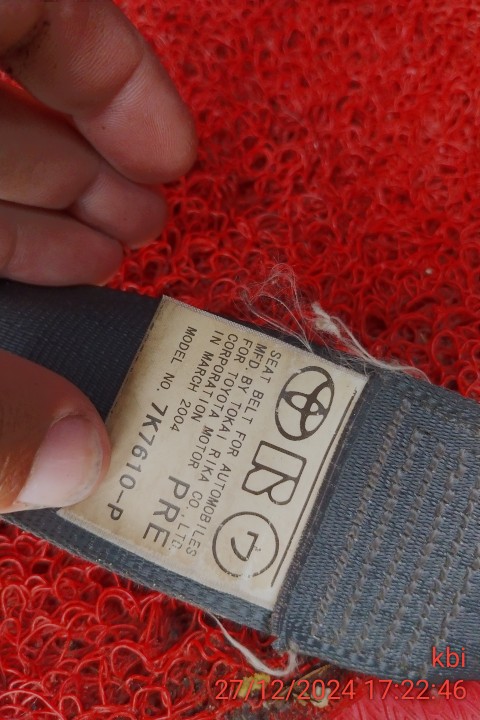 SEAT BELT FOR AUTOMOBILES
MFD. BY TOKAI RIKA CO., LTD.
FOR TOYOTA MOTOR
CORPORATION
IN MARCH 2004 PRE
MODEL NO. 7K7610-P
kbi
27/12/2024 17:22:46